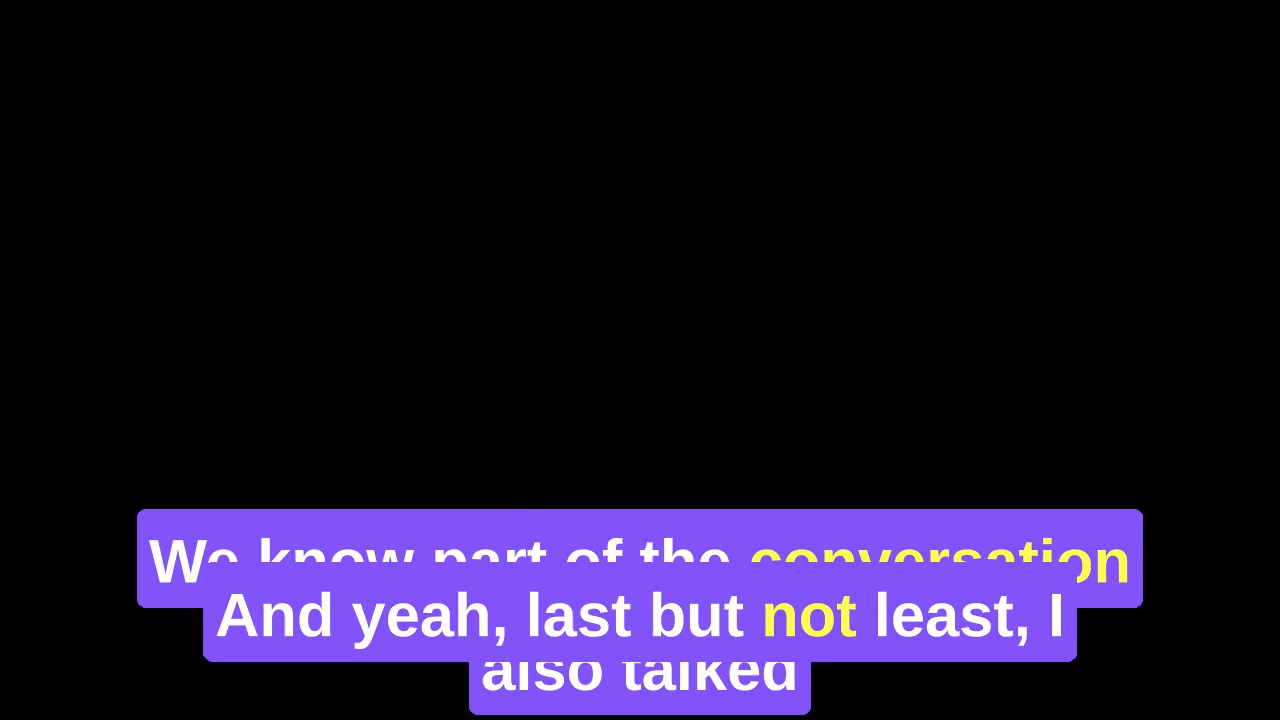 We know part of the conversation
And yeah, last but not least, I
also talked